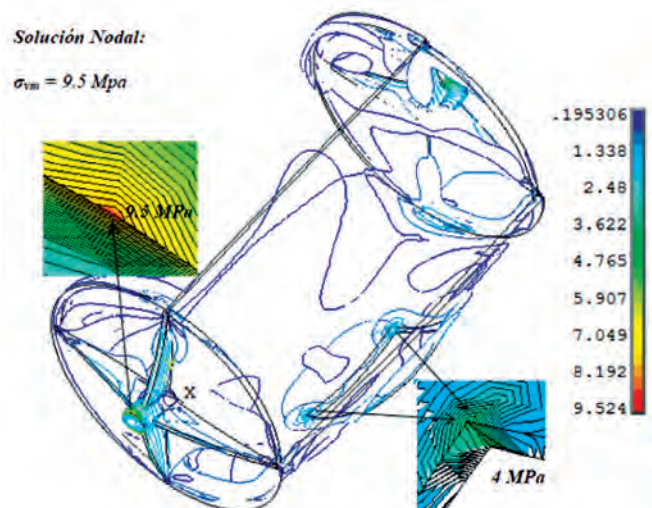 Solución Nodal:
σvm = 9.5 Mpa
9.5 MPa
X
4 MPa
.195306
1.338
2.48
3.622
4.765
5.907
7.049
8.192
9.524